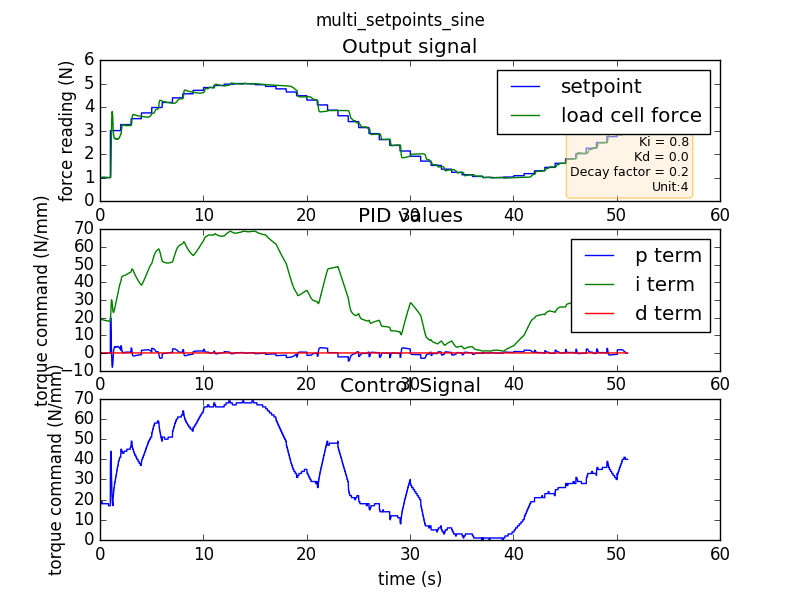 multi_setpoints_sine
Output signal
force reading (N)
6
5
4
3
2
1
0
setpoint
load cell force
Ki = 0.8
Kd = 0.0
Decay factor = 0.2
Unit:4
0 10 20 30 40 50 60
PID values
torque command (N/mm)
70
60
50
40
30
20
10
0
−10
p term
i term
d term
0 10 20 30 40 50 60
Control Signal
torque command (N/mm)
70
60
50
40
30
20
10
0
0 10 20 30 40 50 60
time (s)